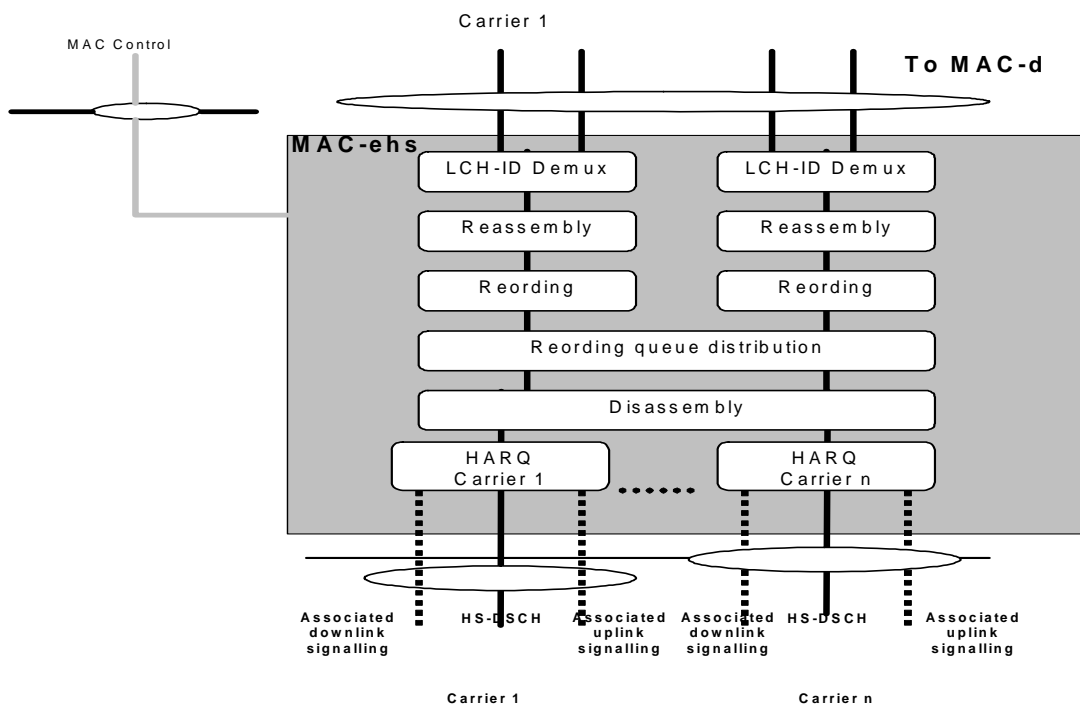 Carrier 1
MAC Control
To MAC-d
MAC-ehs
LCH-ID Demux
LCH-ID Demux
Reassembly
Reassembly
Reording
Reording
Reording queue distribution
Disassembly
HARQ
Carrier 1
HARQ
Carrier n
Associated
downlink
signalling
HS-DSCH
Associated
uplink
signalling
Associated
downlink
signalling
HS-DSCH
Associated
uplink
signalling
Carrier 1
Carrier n